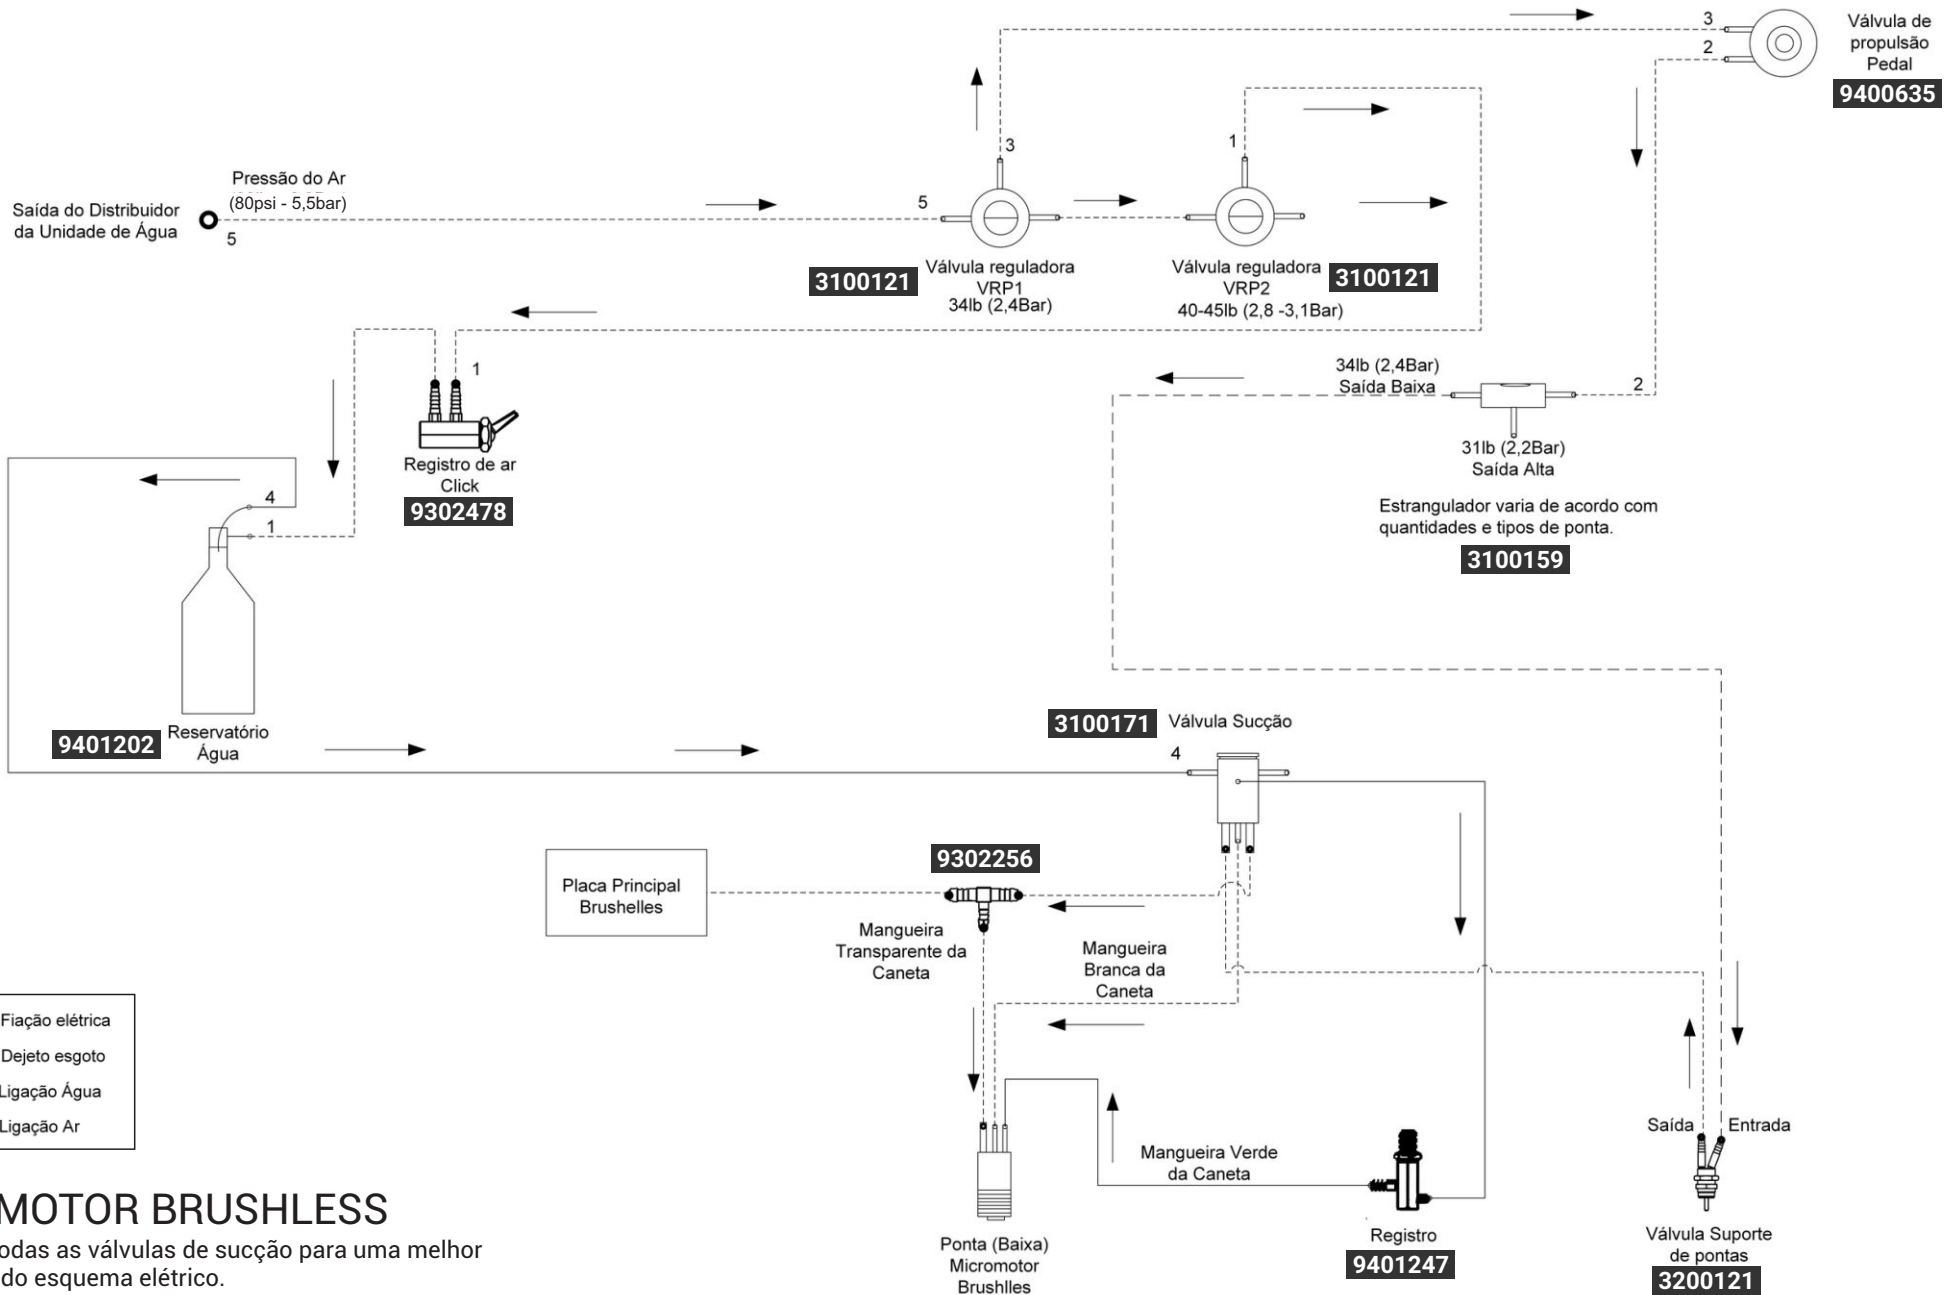 3
2
Válvula de
propulsão
Pedal
9400635
Pressão do Ar
(80psi - 5,5bar)
Saída do Distribuidor
da Unidade de Água
5
5
3
1
3100121
Válvula reguladora
VRP1
34lb (2,4Bar)
Válvula reguladora
VRP2
40-45lb (2,8 -3,1Bar)
3100121
1
Registro de ar
Click
9302478
34lb (2,4Bar)
Saída Baixa
2
31lb (2,2Bar)
Saída Alta
Estrangulador varia de acordo com
quantidades e tipos de ponta.
3100159
4
1
9401202
Reservatório
Água
3100171
Válvula Sucção
4
Placa Principal
Brushelles
9302256
Mangueira
Transparente da
Caneta
Mangueira
Branca da
Caneta
Fiação elétrica
Dejeto esgoto
Ligação Água
Ligação Ar
Mangueira Verde
da Caneta
Saída
Entrada
Ponta (Baixa)
Micromotor
Brushlles
Registro
9401247
Válvula Suporte
de pontas
3200121
MOTOR BRUSHLESS
odas as válvulas de sucção para uma melhor
do esquema elétrico.